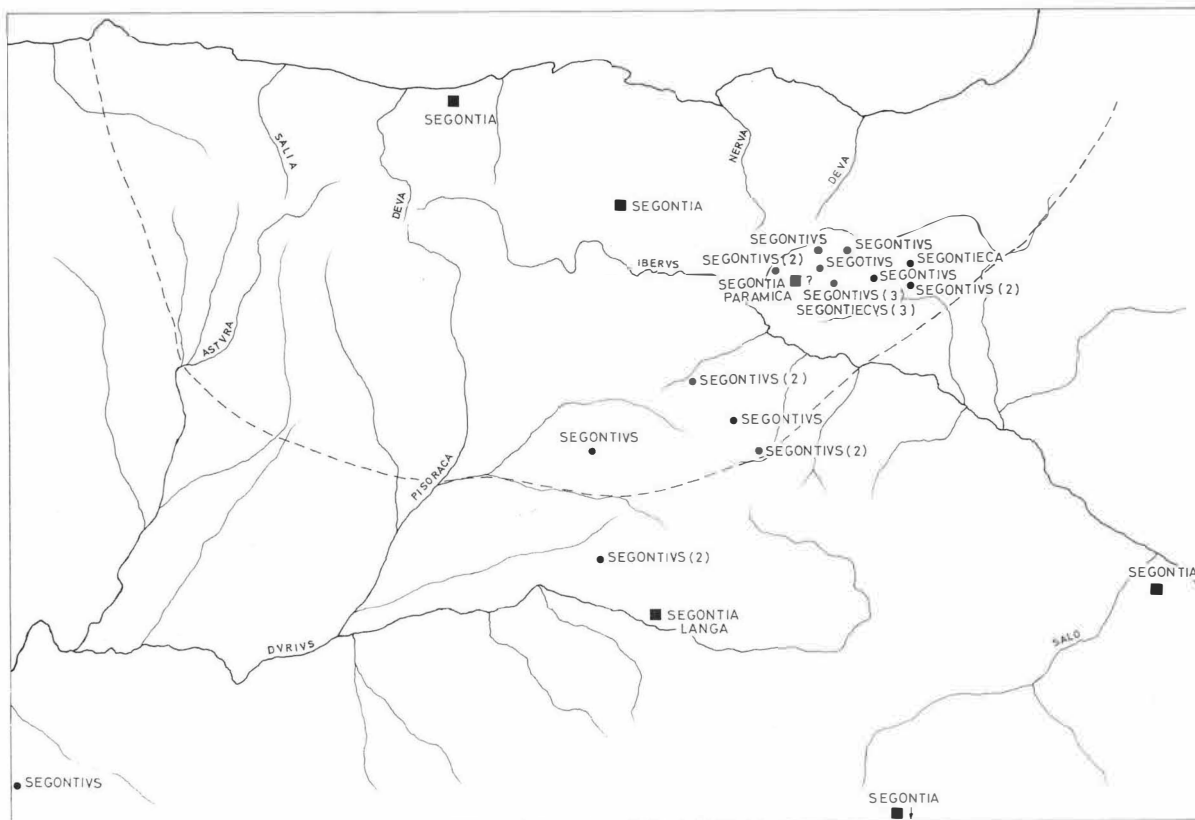 SEGONTIA
SALIA
NERVA
DEVA
DEVA
SEGONTIA
SEGONTIVS
SEGONTIVS
SEGONTIVS (2)
SEGOTIVS
SEGONTIECA
IBERVS
SEGONTIA
PARAMICA
?
SEGONTIVS
SEGONTIVS (2)
SEGONTIVS (3)
SEGONTIECVS (3)
ASTVRA
SEGONTIVS (2)
SEGONTIVS
SEGONTIVS
SEGONTIVS (2)
PISORACA
SEGONTIVS (2)
SEGONTIA
SEGONTIA
LANGA
DVRIVS
SALO
SEGONTIVS
SEGONTIA